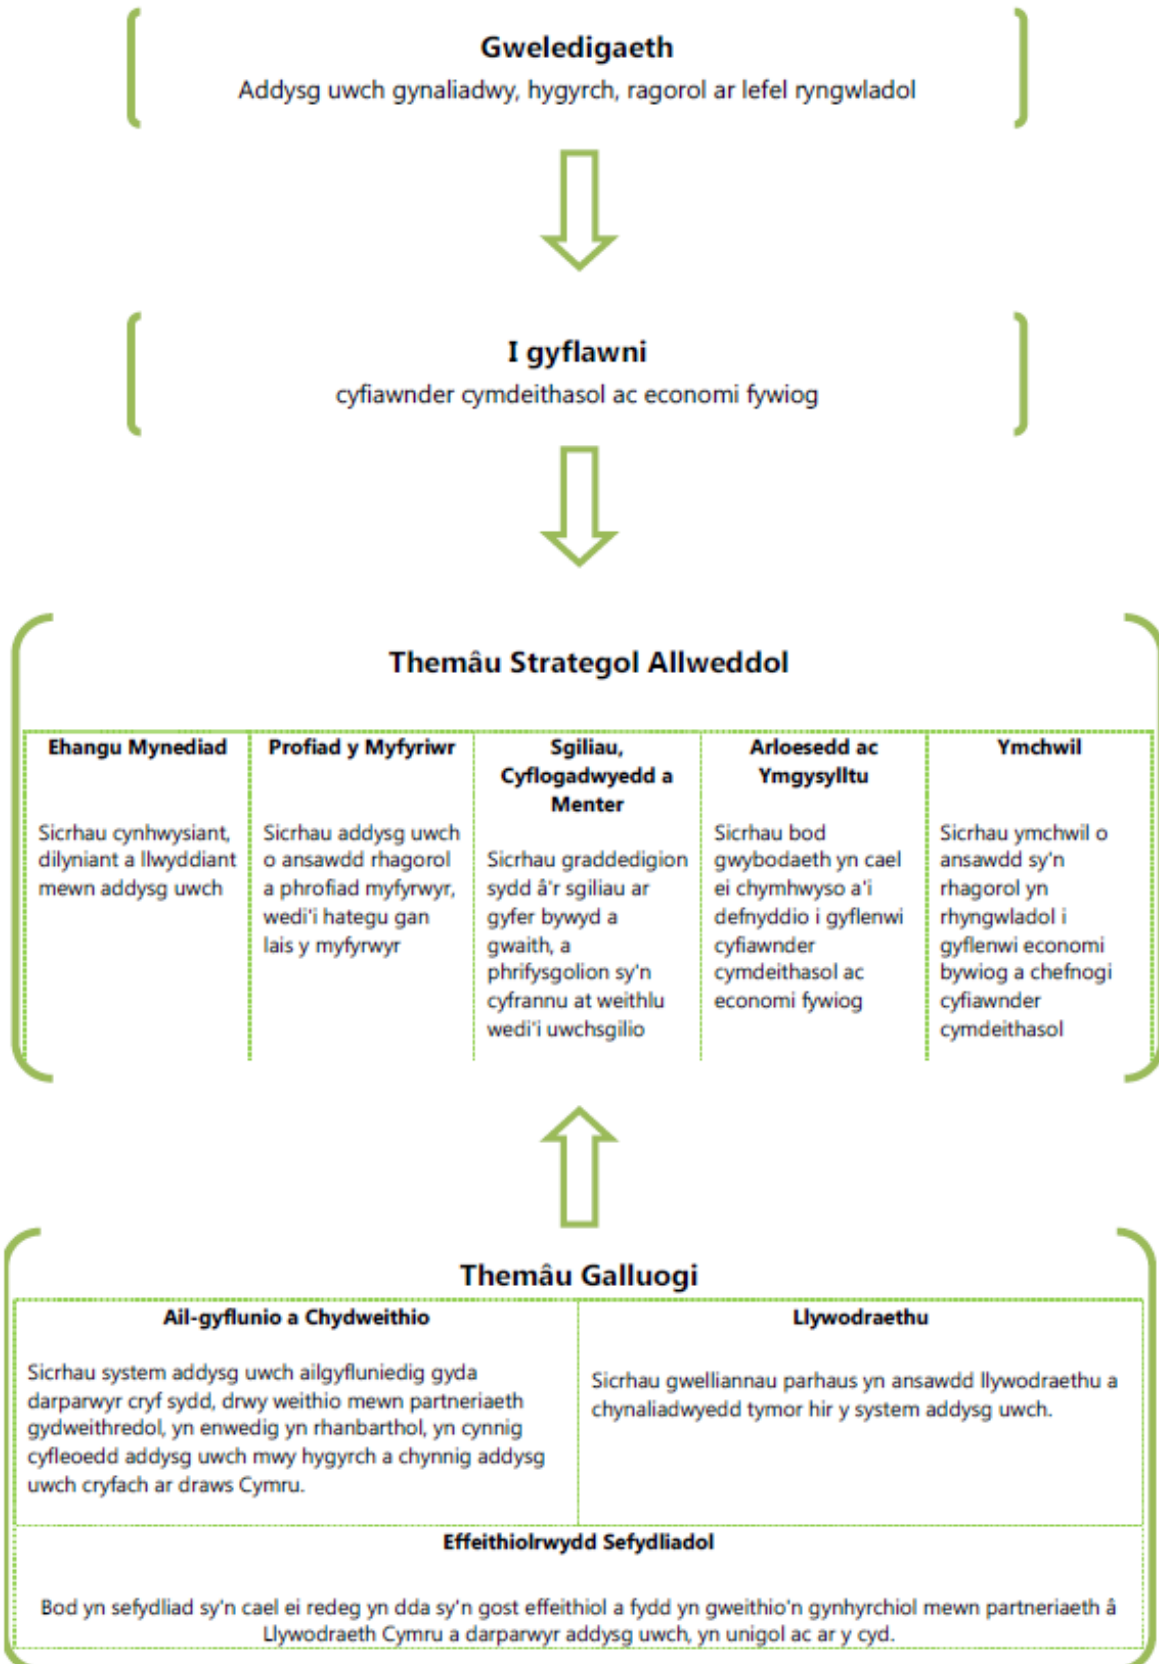 Gweledigaeth
Addysg uwch gynaliadwy, hygyrch, ragorol ar lefel ryngwladol
I gyflawni
cyfiawnder cymdeithasol ac economi fywiog
Themâu Strategol Allweddol
Ehangu Mynediad
Sicrhau cynhwysiant,
dilyniant a llwyddiant
mewn addysg uwch
Profiad y Myfyriwr
Sicrhau addysg uwch
o ansawdd rhagorol
a phrofiad myfyrwyr,
wedi'i hategu gan
lais y myfyrwyr
Sgiliau,
Cyflogadwyedd a
Menter
Sicrhau graddedigion
sydd â'r sgiliau ar
gyfer bywyd a
gwaith, a
phrifysgolion sy'n
cyfrannu at weithlu
wedi'i uwchsgilio
Arloesedd ac
Ymgysylltu
Sicrhau bod
gwybodaeth yn cael
ei chymhwyso a'i
defnyddio i gyflenwi
cyfiawnder
cymdeithasol ac
economi fywiog
Ymchwil
Sicrhau ymchwil o
ansawdd sy'n
rhagorol yn
rhyngwladol i
gyflenwi economi
bywiog a chefnogi
cyfiawnder
cymdeithasol
Themâu Galluogi
Ail-gyflunio a Chydweithio
Sicrhau system addysg uwch ailgyfluniedig gyda
darparwyr cryf sydd, drwy weithio mewn partneriaeth
gydweithredol, yn enwedig yn rhanbarthol, yn cynnig
cyfleoedd addysg uwch mwy hygyrch a chynnig addysg
uwch cryfach ar draws Cymru.
Llywodraethu
Sicrhau gwelliannau parhaus yn ansawdd llywodraethu a
chynaliadwyedd tymor hir y system addysg uwch.
Effeithiolrwydd Sefydliadol
Bod yn sefydliad sy'n cael ei redeg yn dda sy'n gost effeithiol a fydd yn gweithio'n gynhyrchiol mewn partneriaeth â
Llywodraeth Cymru a darparwyr addysg uwch, yn unigol ac ar y cyd.